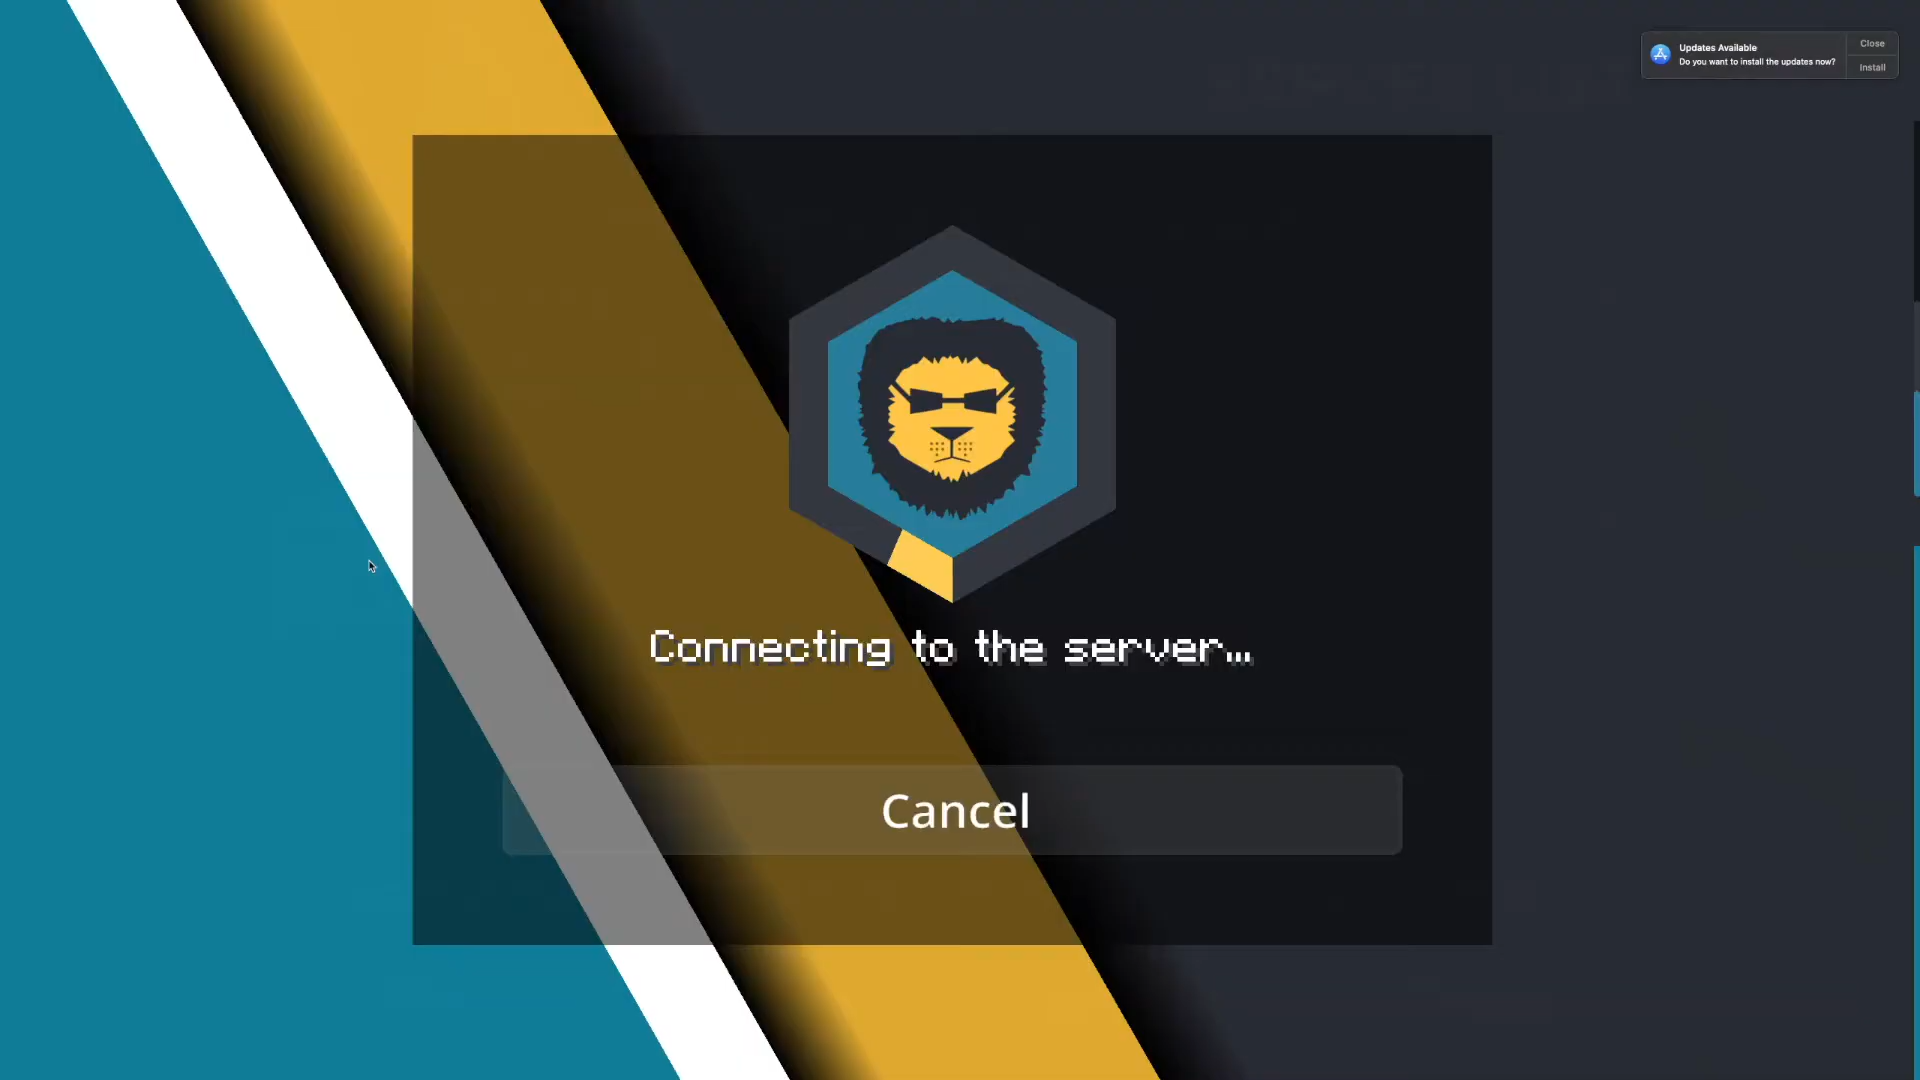 Updates Available
Close
Do you want to install the updates now?
Install
Connecting to the server...
Cancel